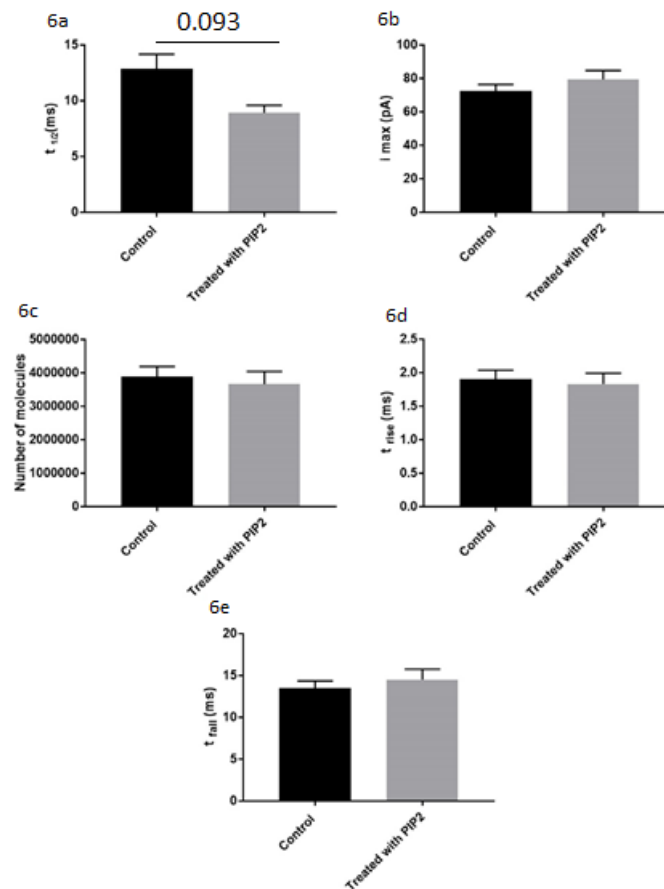 6a
0.093
15
10
5
0
t 1/2(ms)
Control
Treated with PIP2
6b
100
80
60
40
20
0
I max (pA)
Control
Treated with PIP2
6c
5000000
4000000
3000000
2000000
1000000
0
Number of molecules
Control
Treated with PIP2
6d
2.5
2.0
1.5
1.0
0.5
0.0
t rise (ms)
Control
Treated with PIP2
6e
20
15
10
5
0
t fall (ms)
Control
Treated with PIP2